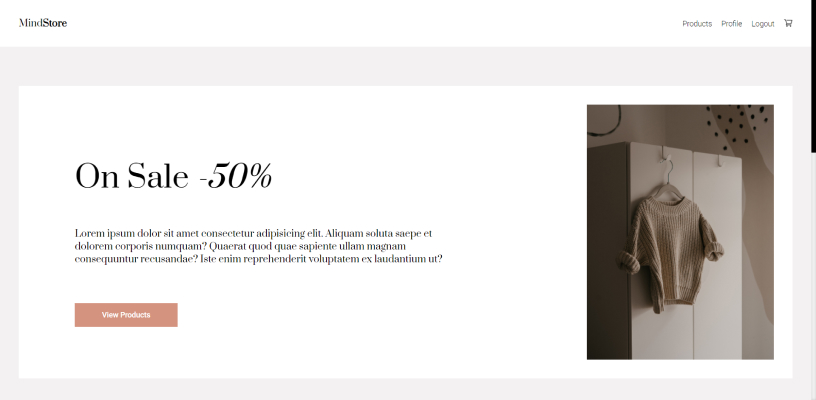 MindStore
Products Profile Logout
On Sale -50%
Lorem ipsum dolor sit amet consectetur adipisicing elit. Aliquam soluta saepe et
dolorem corporis numquam? Quaerat quod quae sapiente ullam magnam
consequuntur recusandae? Iste enim reprehenderit voluptatem ex laudantium ut?
View Products